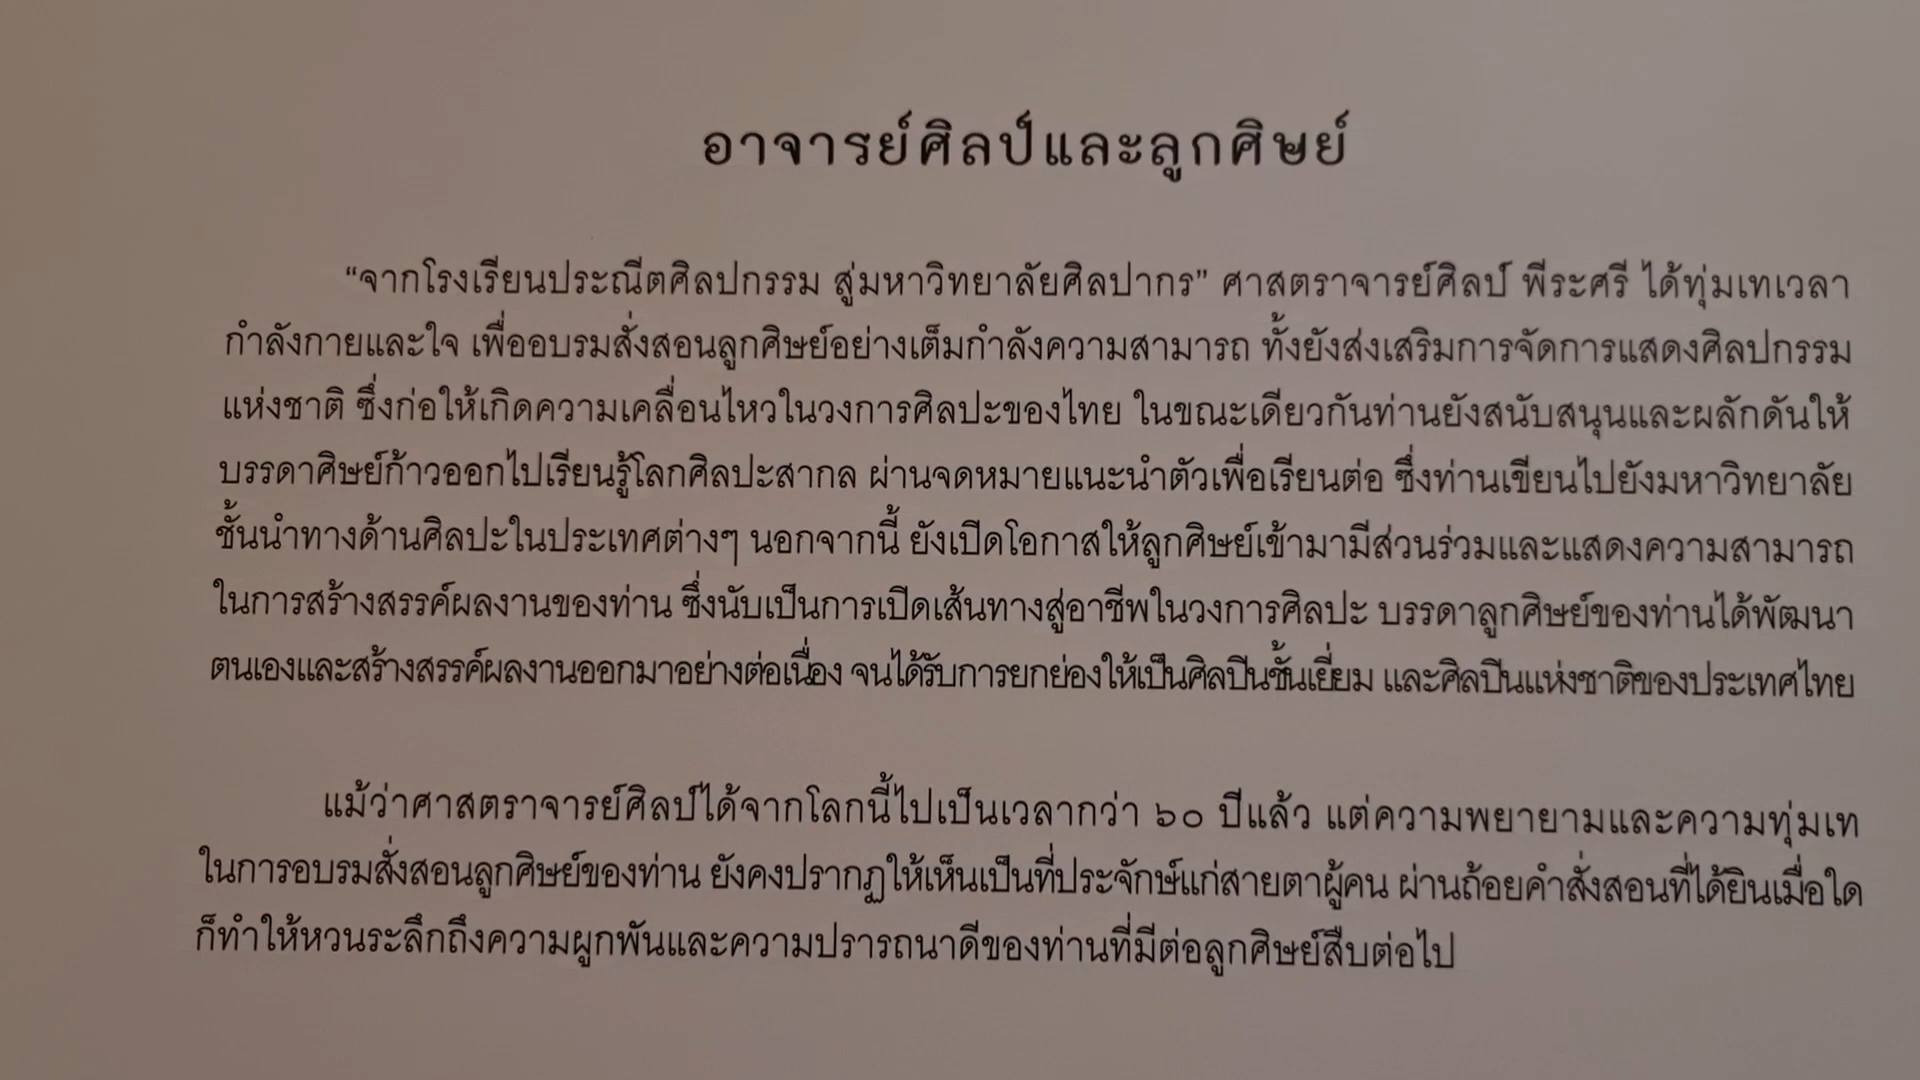 อาจารย์ศิลป์และลูกศิษย์
“จากโรงเรียนประณีตศิลปกรรม สู่มหาวิทยาลัยศิลปากร” ศาสตราจารย์ศิลป์ พีระศรี ได้ทุ่มเทเวลา
กำลังกายและใจ เพื่ออบรมสั่งสอนลูกศิษย์อย่างเต็มกำลังความสามารถ ทั้งยังส่งเสริมการจัดการแสดงศิลปกรรม
แห่งชาติ ซึ่งก่อให้เกิดความเคลื่อนไหวในวงการศิลปะของไทย ในขณะเดียวกันท่านยังสนับสนุนและผลักดันให้
บรรดาศิษย์ก้าวออกไปเรียนรู้โลกศิลปะสากล ผ่านจดหมายแนะนำตัวเพื่อเรียนต่อ ซึ่งท่านเขียนไปยังมหาวิทยาลัย
ชั้นนำทางด้านศิลปะในประเทศต่างๆ นอกจากนี้ ยังเปิดโอกาสให้ลูกศิษย์เข้ามามีส่วนร่วมและแสดงความสามารถ
ในการสร้างสรรค์ผลงานของท่าน ซึ่งนับเป็นการเปิดเส้นทางสู่อาชีพในวงการศิลปะ บรรดาลูกศิษย์ของท่านได้พัฒนา
ตนเองและสร้างสรรค์ผลงานออกมาอย่างต่อเนื่อง จนได้รับการยกย่องให้เป็นศิลปินชั้นเยี่ยม และศิลปินแห่งชาติของประเทศไทย
แม้ว่าศาสตราจารย์ศิลป์ได้จากโลกนี้ไปเป็นเวลากว่า ๖๐ ปีแล้ว แต่ความพยายามและความทุ่มเท
ในการอบรมสั่งสอนลูกศิษย์ของท่าน ยังคงปรากฏให้เห็นเป็นที่ประจักษ์แก่สายตาผู้คน ผ่านถ้อยคำสั่งสอนที่ได้ยินเมื่อใด
ก็ทำให้หวนระลึกถึงความผูกพันและความปรารถนาดีของท่านที่มีต่อลูกศิษย์สืบต่อไป